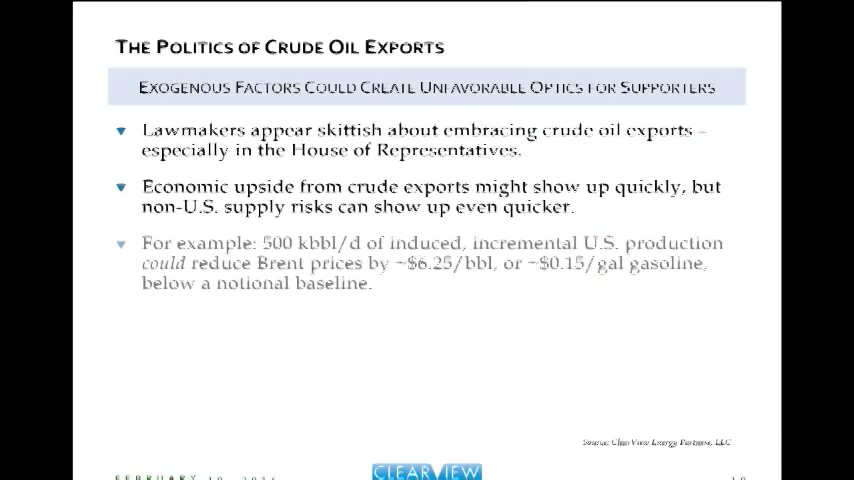 THE POLITICS OF CRUDE OIL EXPORTS
EXOGENOUS FACTORS COULD CREATE UNFAVORABLE OPTICS FOR SUPPORTERS
Lawmakers appear skittish about embracing crude oil exports –
especially in the House of Representatives.
Economic upside from crude exports might show up quickly, but
non-U.S. supply risks can show up even quicker.
For example: 500 kbbl/d of induced, incremental U.S. production
could reduce Brent prices by ~$6.25/bbl, or ~$0.15/gal gasoline,
below a notional baseline.
Source: ClearView Energy Partners, LLC
FEBRUARY
CLEARVIEW